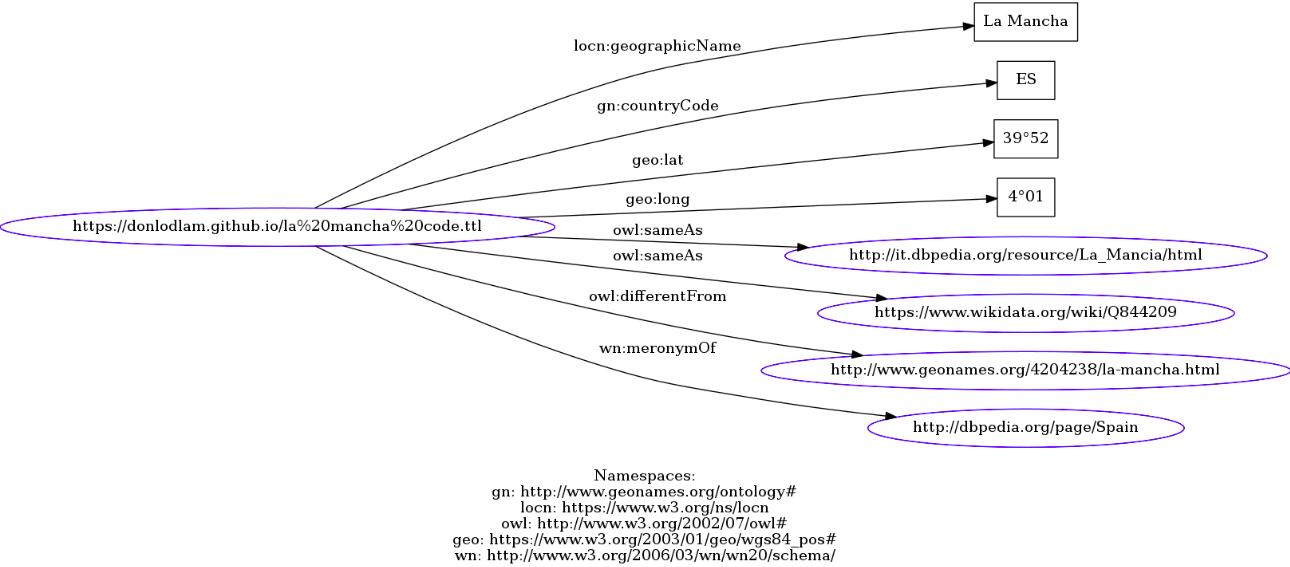 La Mancha
locn:geographicName
ES
gn:countryCode
39°52
geo:lat
4°01
geo:long
https://donlodlam.github.io/la%20mancha%20code.ttl
owl:sameAs
http://it.dbpedia.org/resource/La_Mancia/html
owl:sameAs
https://www.wikidata.org/wiki/Q844209
owl:differentFrom
http://www.geonames.org/4204238/la-mancha.html
wn:meronymOf
http://dbpedia.org/page/Spain
Namespaces:
gn: http://www.geonames.org/ontology#
locn: https://www.w3.org/ns/locn
owl: http://www.w3.org/2002/07/owl#
geo: https://www.w3.org/2003/01/geo/wgs84_pos#
wn: http://www.w3.org/2006/03/wn/wn20/schema/